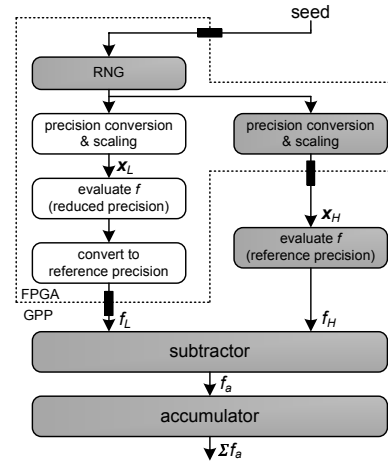 seed
RNG
precision conversion
& scaling
precision conversion
& scaling
x_L
evaluate f
(reduced precision)
x_H
evaluate f
(reference precision)
convert to
reference precision
FPGA
GPP
f_L
f_H
subtractor
f_a
accumulator
Σf_a